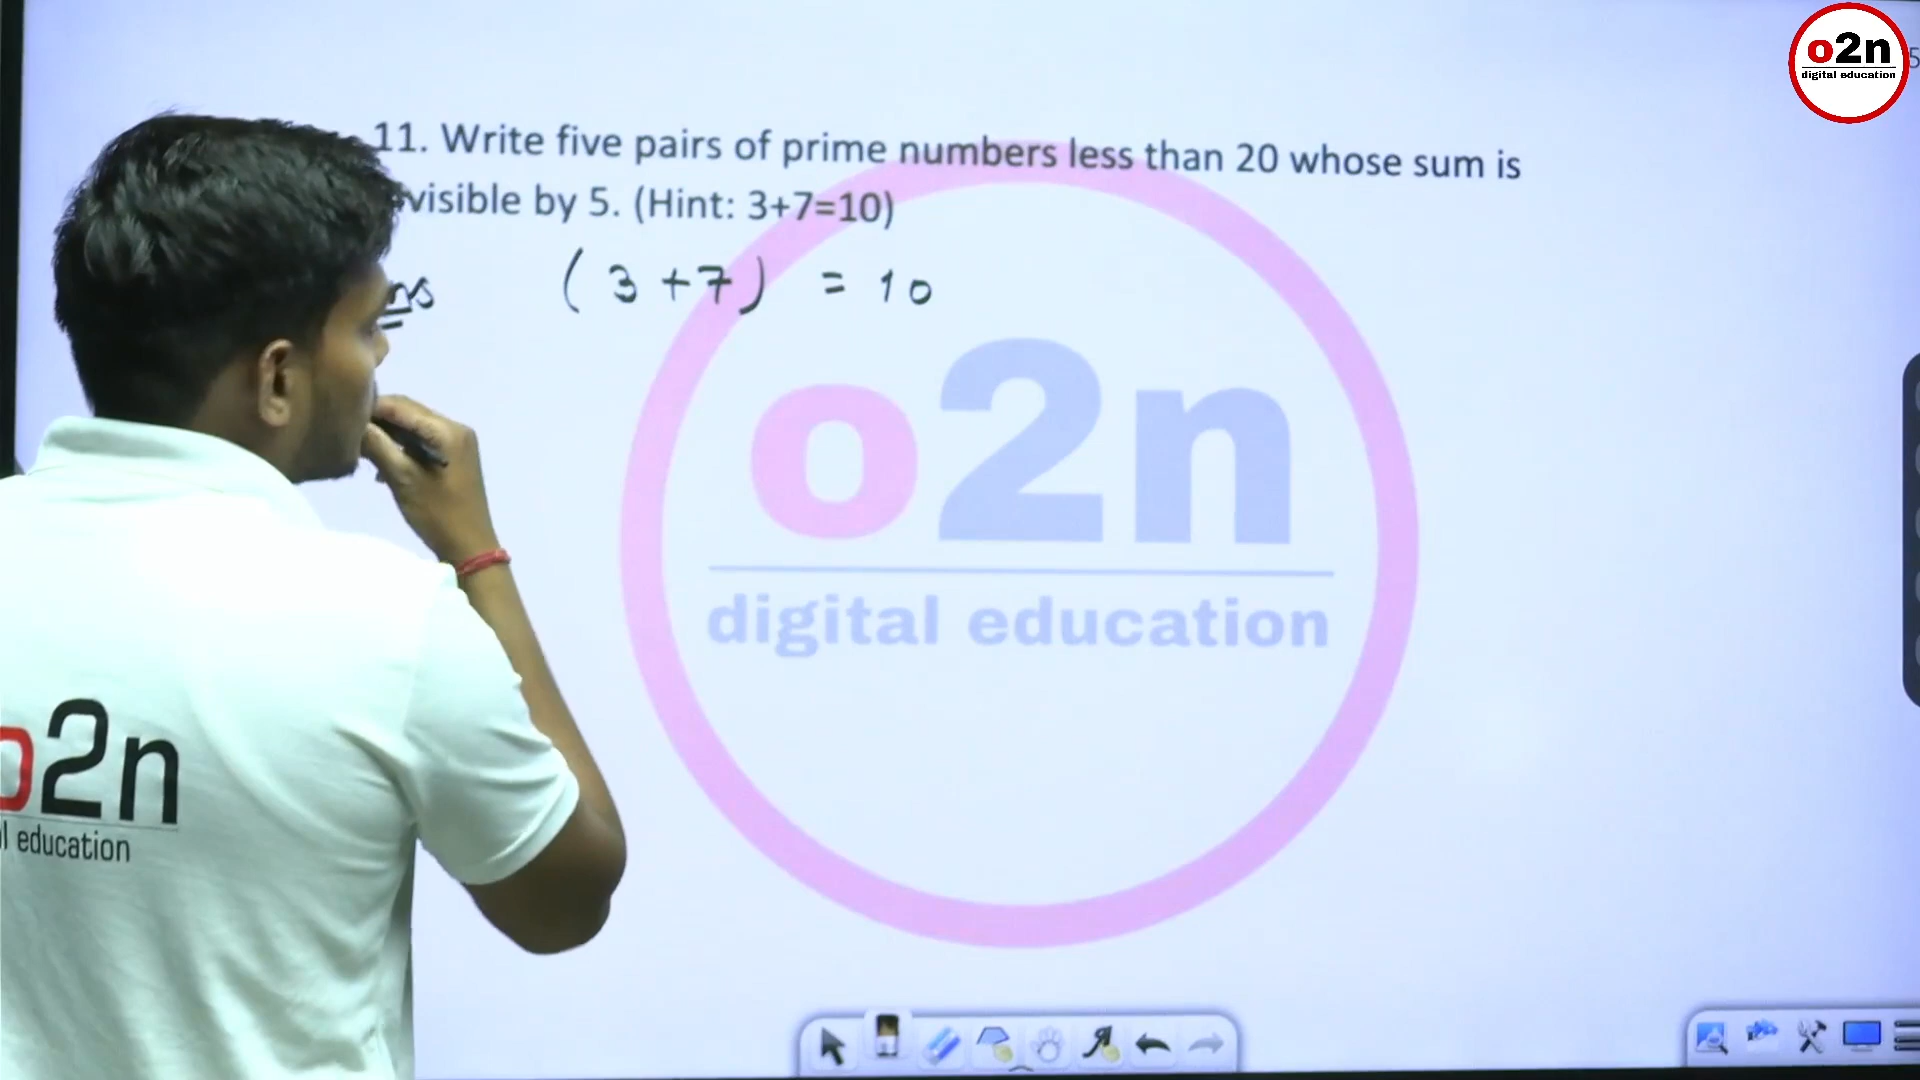 o2n
digital education
11. Write five pairs of prime numbers less than 20 whose sum is
visible by 5. (Hint: 3+7=10)
ns (3+7) = 10
o2n
digital education
o2n
l education